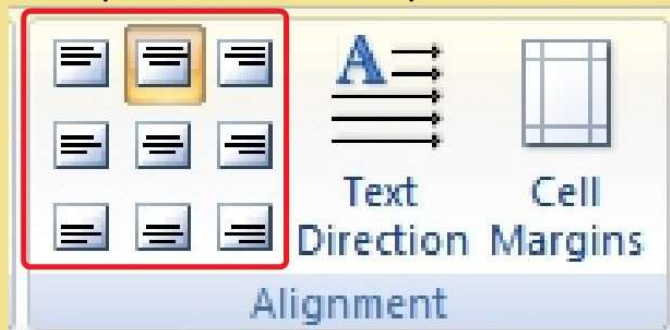 A
Text
Direction
Cell
Margins
Alignment